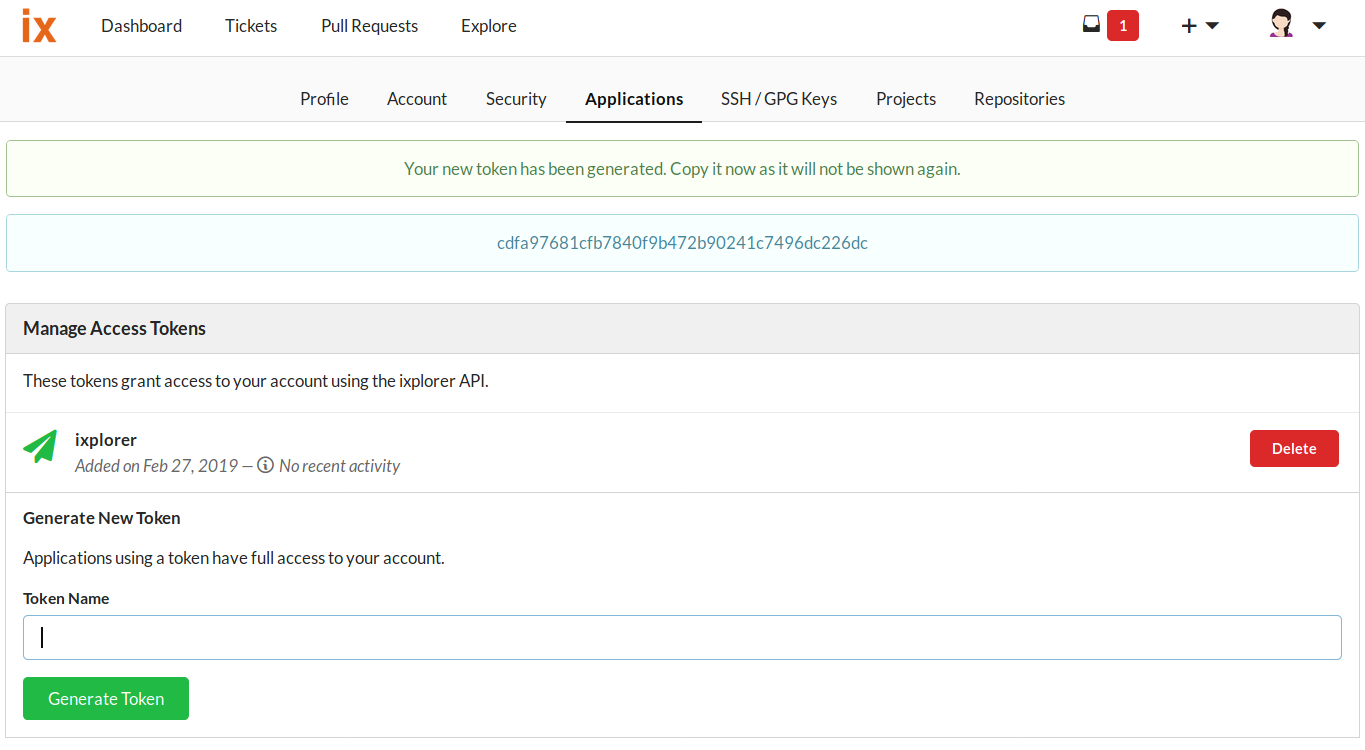 ix Dashboard Tickets Pull Requests Explore 1
Profile Account Security Applications SSH / GPG Keys Projects Repositories
Your new token has been generated. Copy it now as it will not be shown again.
cdfa97681cfb7840f9b472b90241c7496dc226dc
Manage Access Tokens
These tokens grant access to your account using the ixplorer API.
ixplorer
Added on Feb 27, 2019 — No recent activity
Delete
Generate New Token
Applications using a token have full access to your account.
Token Name
Generate Token